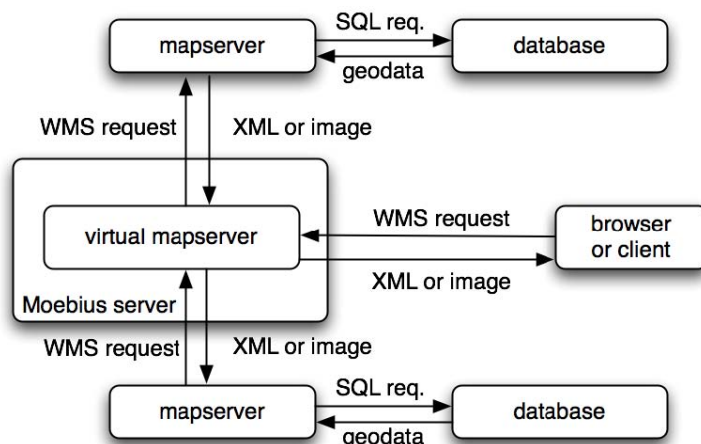 SQL req.
mapserver
database
geodata
WMS request
XML or image
virtual mapserver
WMS request
browser
or client
XML or image
Moebius server
WMS request
XML or image
SQL req.
mapserver
database
geodata